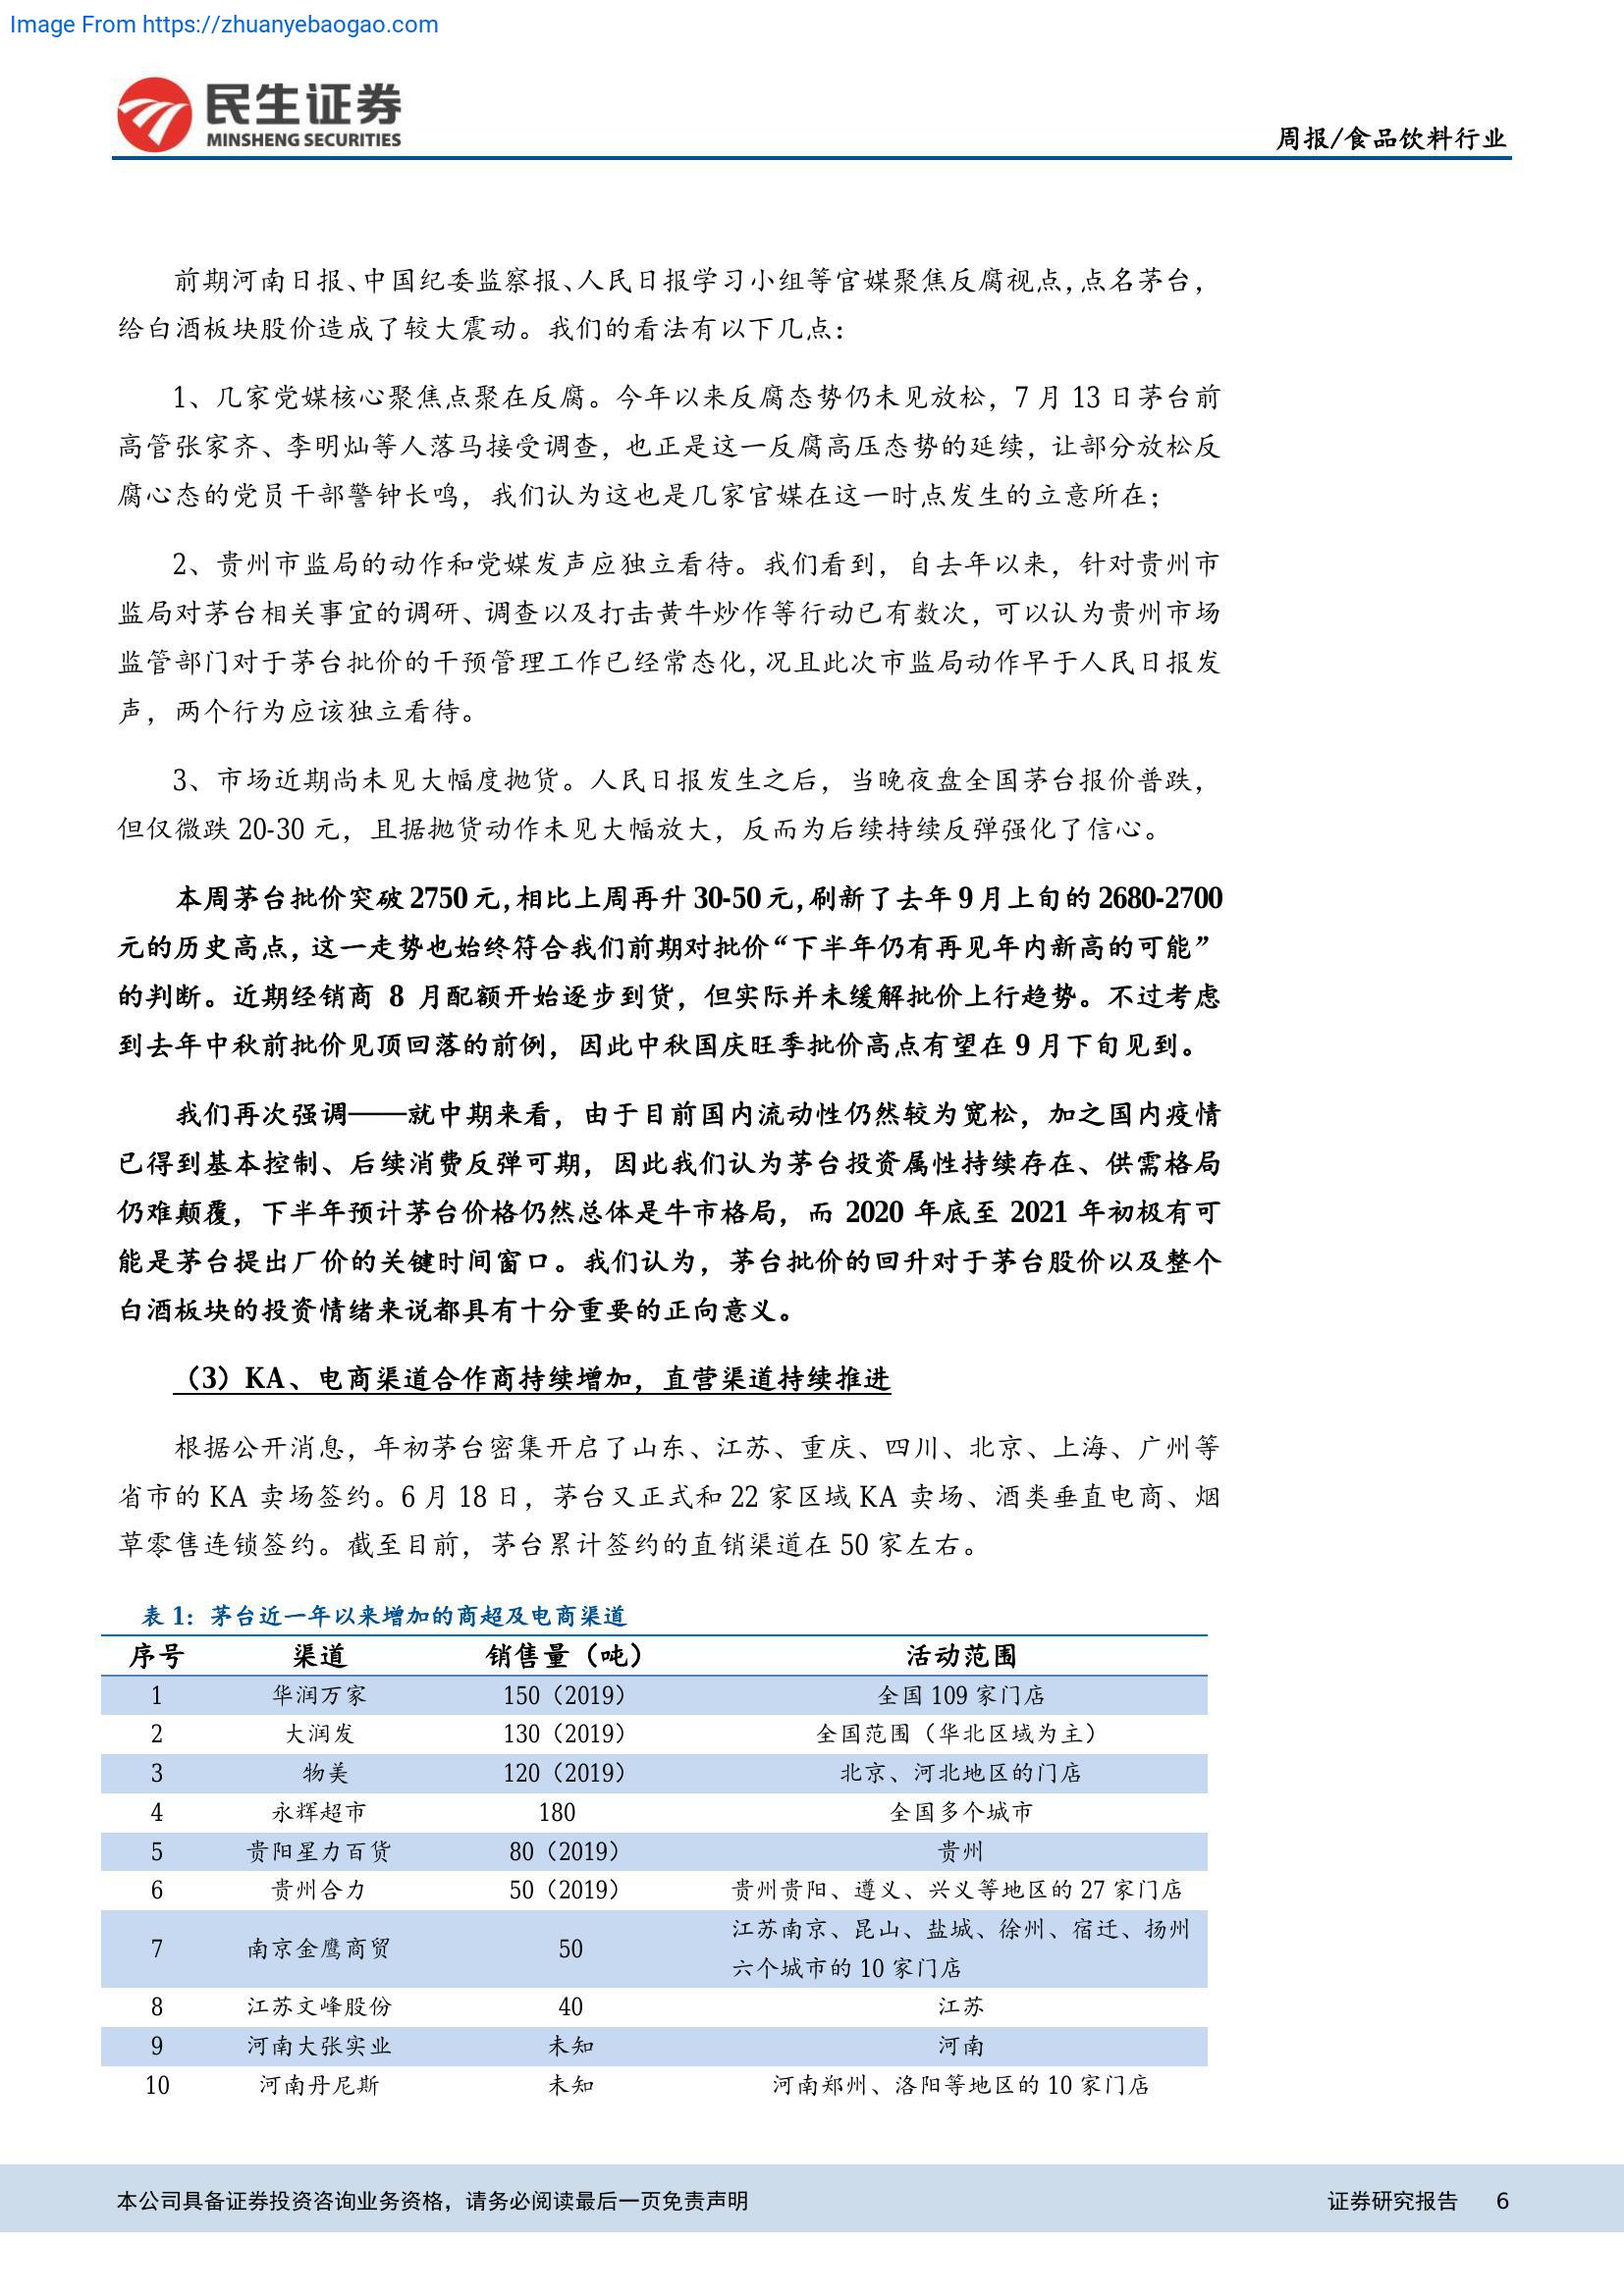 Image From https://zhuanyebaogao.com
民生证券
MINSHENG SECURITIES
周报/食品饮料行业
前期河南日报、中国纪委监察报、人民日报学习小组等官媒聚焦反腐视点，点名茅台，
给白酒板块股价造成了较大震动。我们的看法有以下几点：
1、几家党媒核心聚焦点聚在反腐。今年以来反腐态势仍未见放松，7 月 13 日茅台前
高管张家齐、李明灿等人落马接受调查，也正是这一反腐高压态势的延续，让部分放松反
腐心态的党员干部警钟长鸣，我们认为这也是几家官媒在这一时点发生的立意所在；
2、贵州市监局的动作和党媒发声应独立看待。我们看到，自去年以来，针对贵州市
监局对茅台相关事宜的调研、调查以及打击黄牛炒作等行动已有数次，可以认为贵州市场
监管部门对于茅台批价的干预管理工作已经常态化，况且此次市监局动作早于人民日报发
声，两个行为应该独立看待。
3、市场近期尚未见大幅度抛货。人民日报发生之后，当晚夜盘全国茅台报价普跌，
但仅微跌 20-30 元，且据抛货动作未见大幅放大，反而为后续持续反弹强化了信心。
本周茅台批价突破 2750 元，相比上周再升 30-50 元，刷新了去年 9 月上旬的 2680-2700
元的历史高点，这一走势也始终符合我们前期对批价“下半年仍有再见年内新高的可能”
的判断。近期经销商 8 月配额开始逐步到货，但实际并未缓解批价上行趋势。不过考虑
到去年中秋前批价见顶回落的前例，因此中秋国庆旺季批价高点有望在 9 月下旬见到。
我们再次强调——就中期来看，由于目前国内流动性仍然较为宽松，加之国内疫情
已得到基本控制、后续消费反弹可期，因此我们认为茅台投资属性持续存在、供需格局
仍难颠覆，下半年预计茅台价格仍然总体是牛市格局，而 2020 年底至 2021 年初极有可
能是茅台提出厂价的关键时间窗口。我们认为，茅台批价的回升对于茅台股价以及整个
白酒板块的投资情绪来说都具有十分重要的正向意义。
（3）KA、电商渠道合作商持续增加，直营渠道持续推进
根据公开消息，年初茅台密集开启了山东、江苏、重庆、四川、北京、上海、广州等
省市的 KA 卖场签约。6 月 18 日，茅台又正式和 22 家区域 KA 卖场、酒类垂直电商、烟
草零售连锁签约。截至目前，茅台累计签约的直销渠道在 50 家左右。
表 1：茅台近一年以来增加的商超及电商渠道
序号 渠道 销售量（吨） 活动范围
1 华润万家 150（2019） 全国 109 家门店
2 大润发 130（2019） 全国范围（华北区域为主）
3 物美 120（2019） 北京、河北地区的门店
4 永辉超市 180 全国多个城市
5 贵阳星力百货 80（2019） 贵州
6 贵州合力 50（2019） 贵州贵阳、遵义、兴义等地区的 27 家门店
7 南京金鹰商贸 50 江苏南京、昆山、盐城、徐州、宿迁、扬州
六个城市的 10 家门店
8 江苏文峰股份 40 江苏
9 河南大张实业 未知 河南
10 河南丹尼斯 未知 河南郑州、洛阳等地区的 10 家门店
本公司具备证券投资咨询业务资格，请务必阅读最后一页免责声明 证券研究报告 6